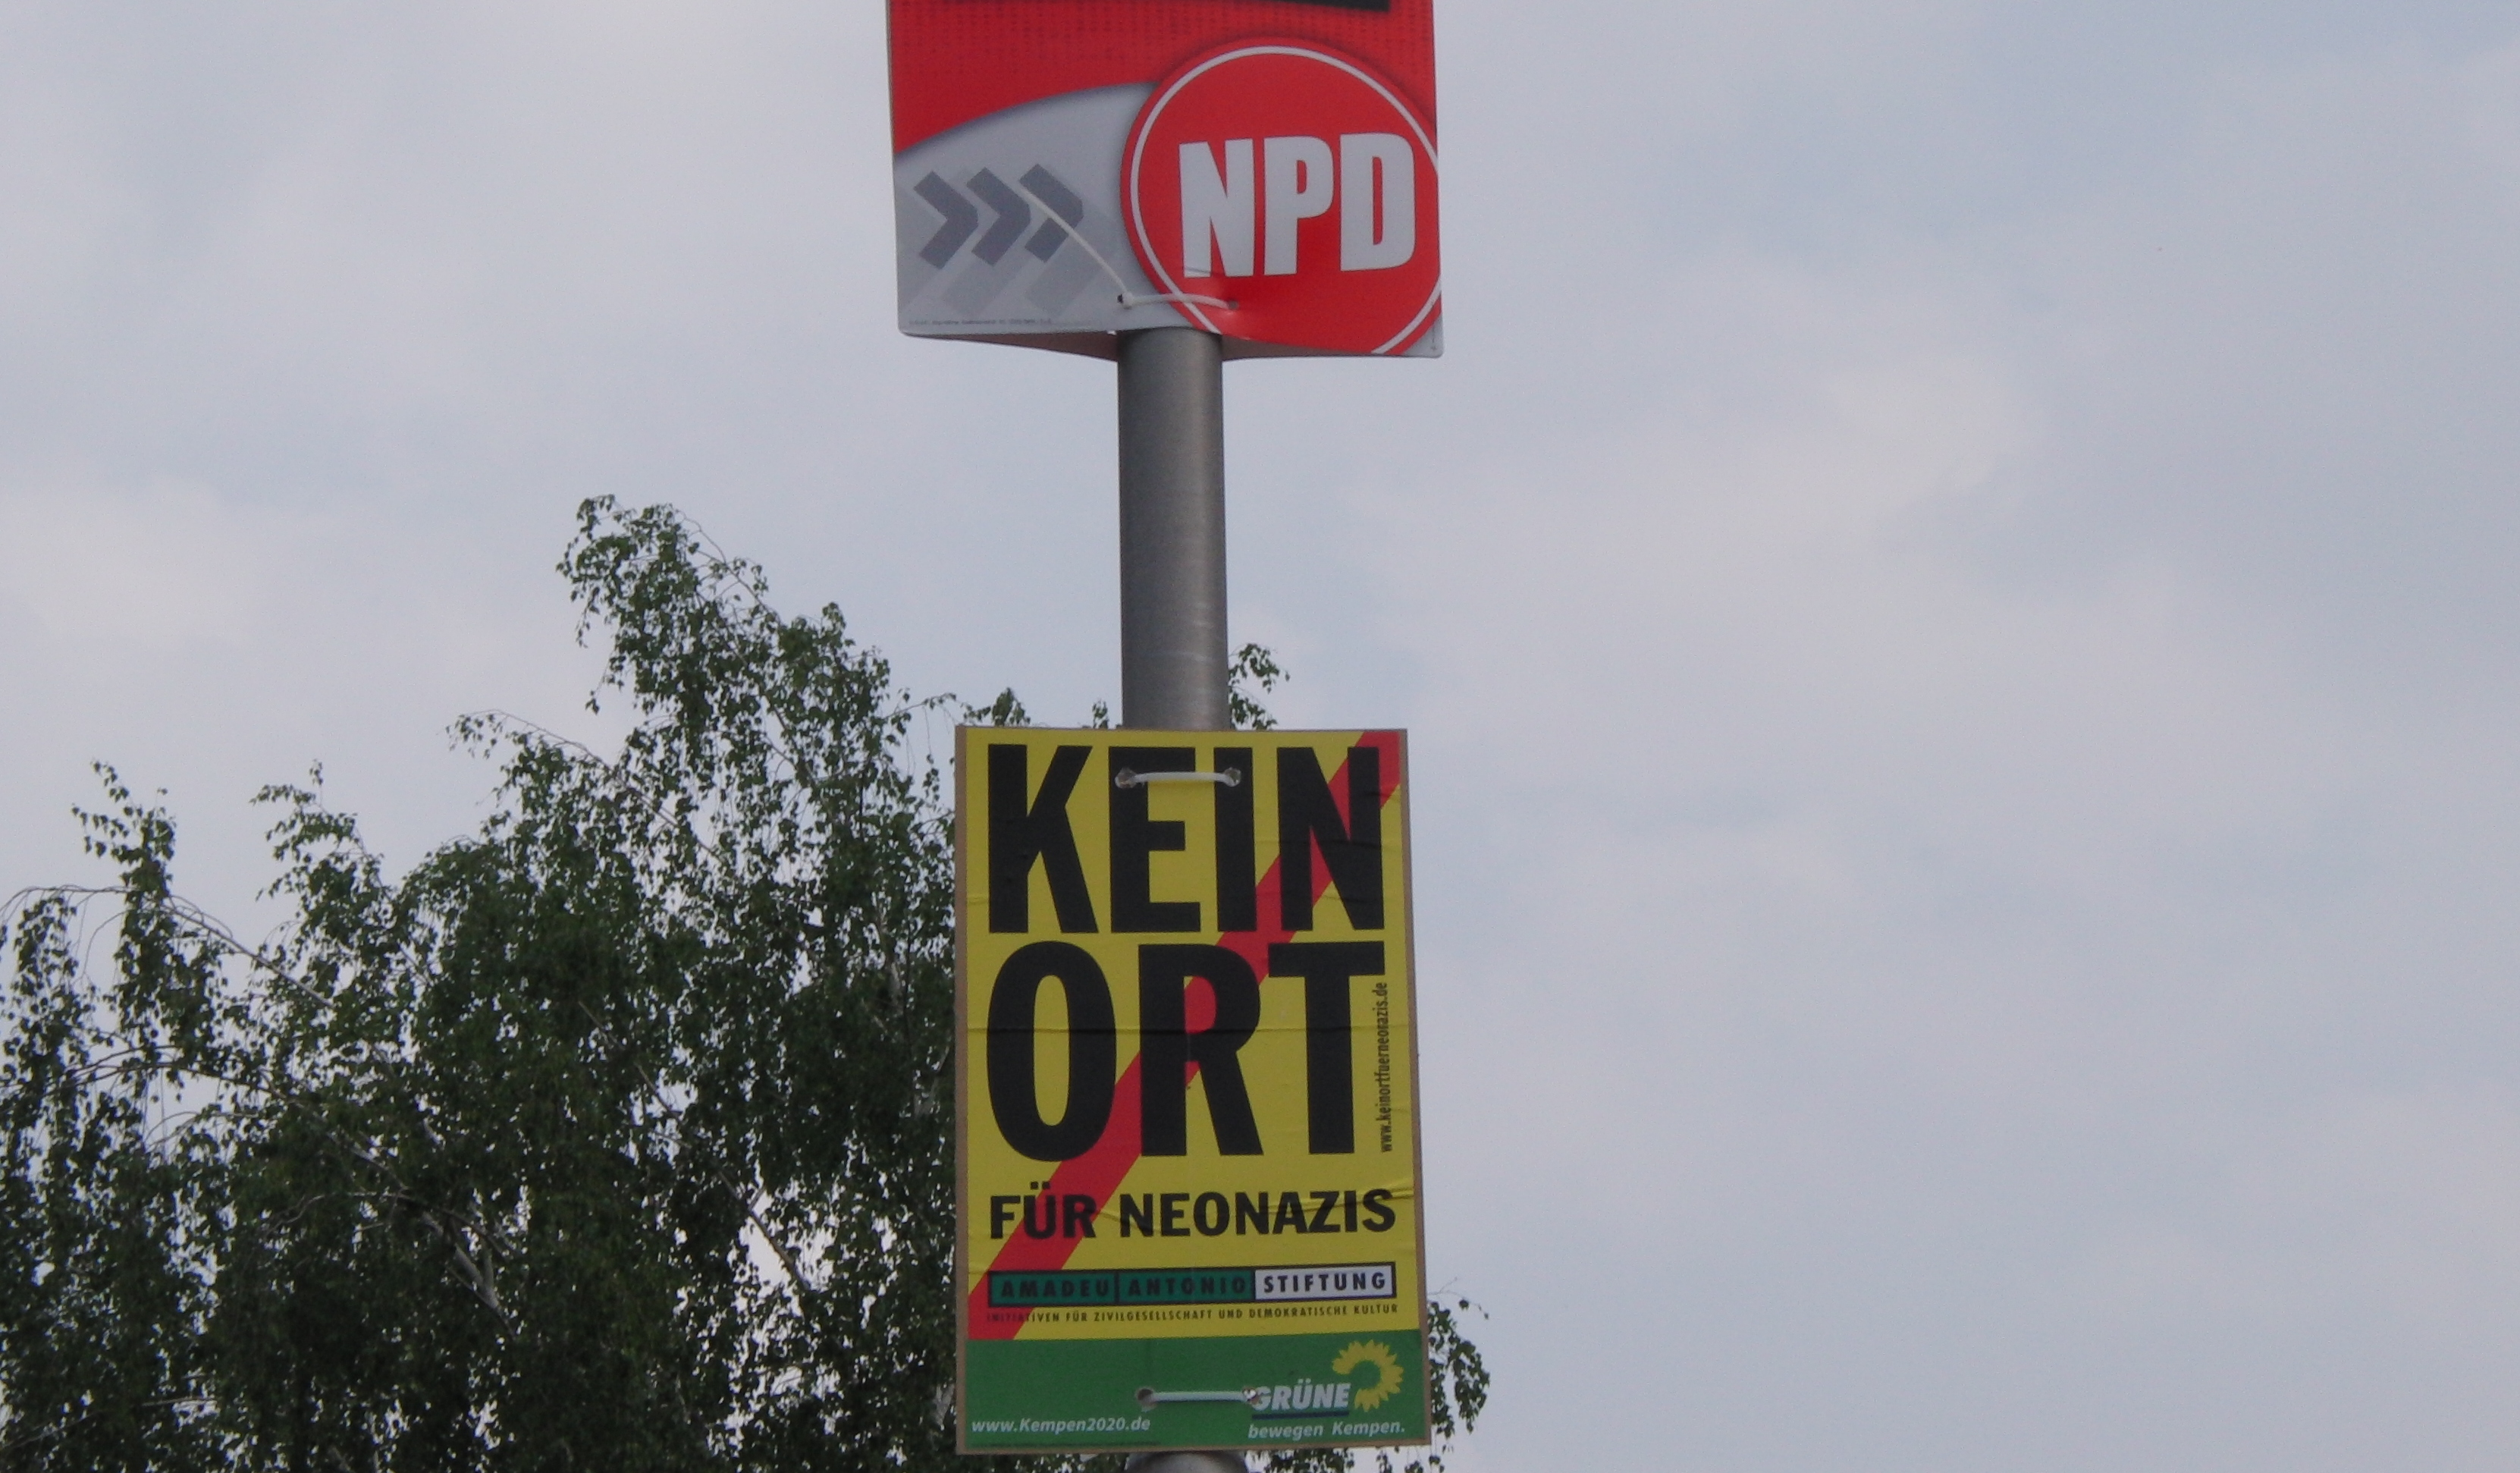 NPD
KEIN
ORT
www.keinortfuerneonazis.de
FÜR NEONAZIS
AMADEU ANTONIO STIFTUNG
INITIATIVEN FÜR ZIVILGESELLSCHAFT UND DEMOKRATISCHE KULTUR
GRÜNE
www.Kempen2020.de
bewegen Kempen.